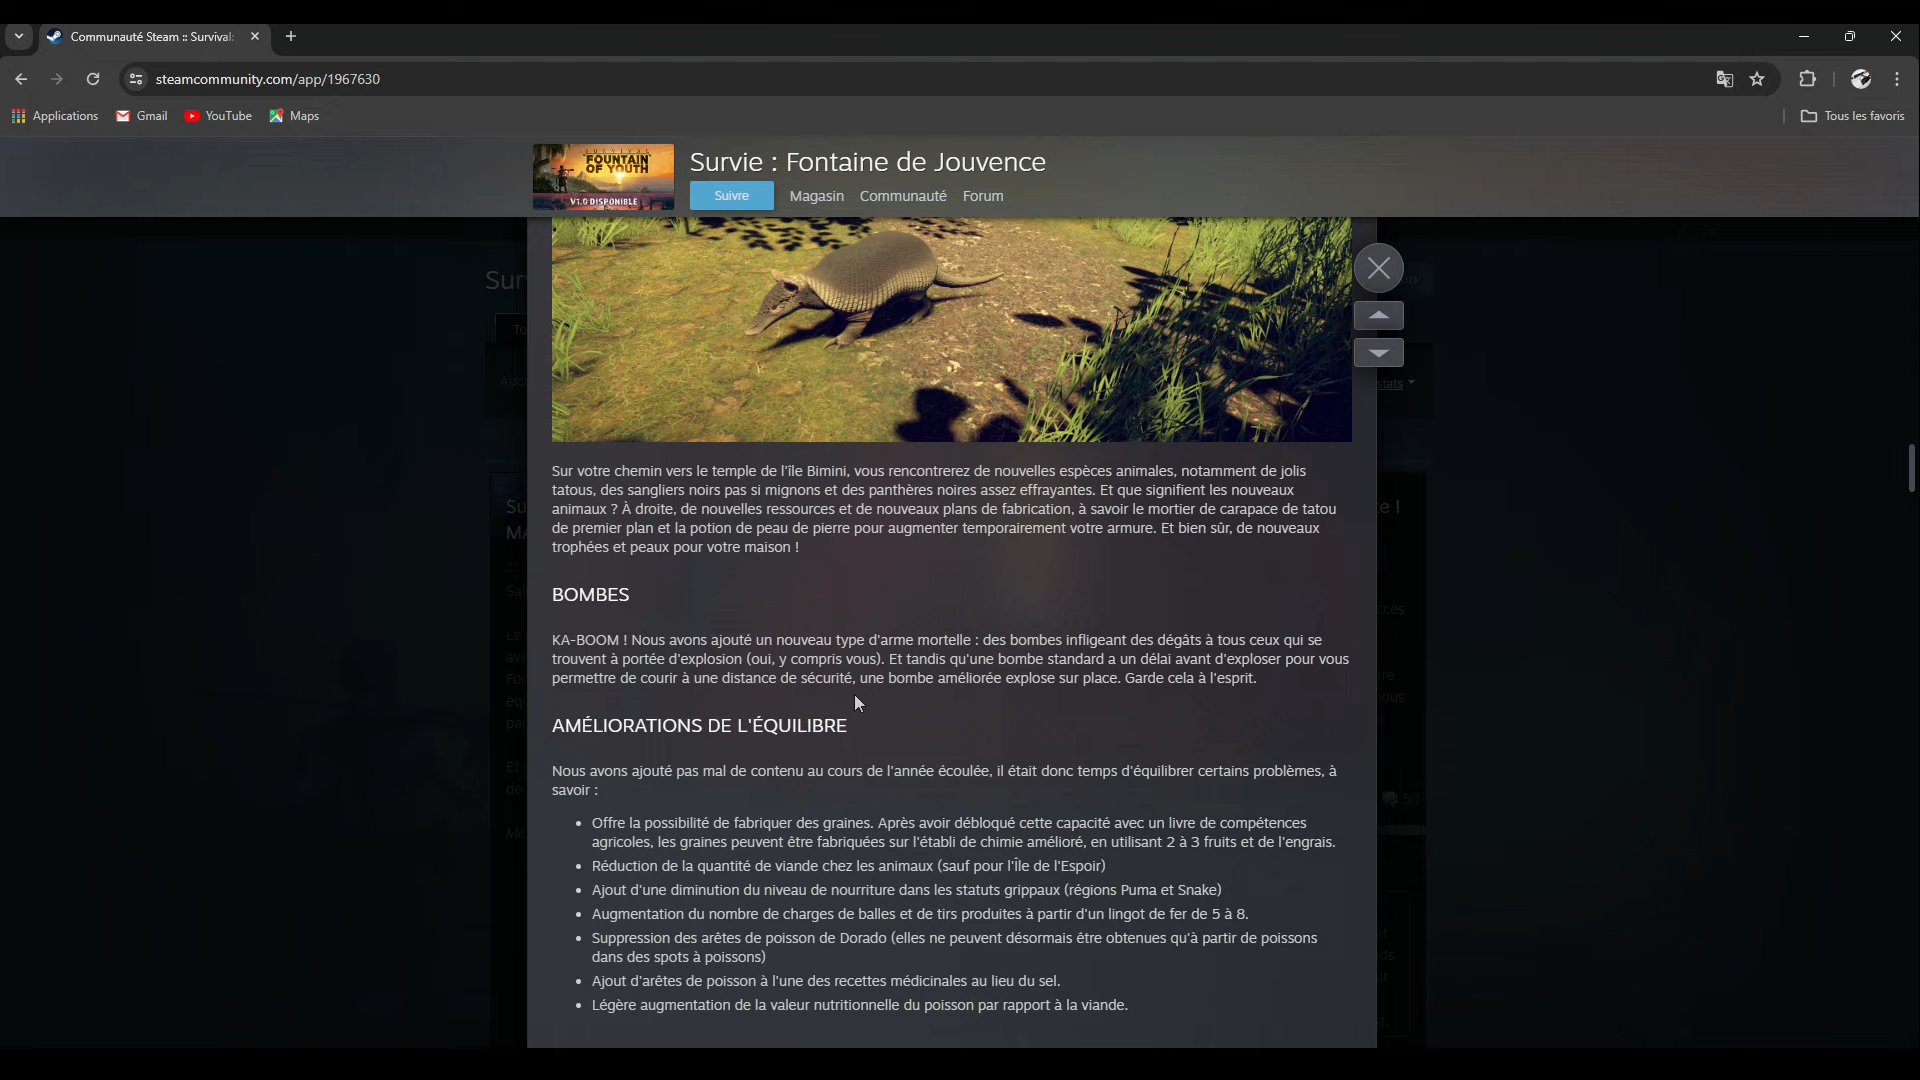 Communauté Steam :: Survival:
steamcommunity.com/app/1967630
Applications
Gmail
YouTube
Maps
Tous les favoris
SURVIVAL
FOUNTAIN
OF YOUTH
V1.0 DISPONIBLE
Survie : Fontaine de Jouvence
Suivre
Magasin
Communauté
Forum
Sur votre chemin vers le temple de l'île Bimini, vous rencontrerez de nouvelles espèces animales, notamment de jolis
tatous, des sangliers noirs pas si mignons et des panthères noires assez effrayantes. Et que signifient les nouveaux
animaux ? À droite, de nouvelles ressources et de nouveaux plans de fabrication, à savoir le mortier de carapace de tatou
de premier plan et la potion de peau de pierre pour augmenter temporairement votre armure. Et bien sûr, de nouveaux
trophées et peaux pour votre maison !
BOMBES
KA-BOOM ! Nous avons ajouté un nouveau type d'arme mortelle : des bombes infligeant des dégâts à tous ceux qui se
trouvent à portée d'explosion (oui, y compris vous). Et tandis qu'une bombe standard a un délai avant d'exploser pour vous
permettre de courir à une distance de sécurité, une bombe améliorée explose sur place. Garde cela à l'esprit.
AMÉLIORATIONS DE L'ÉQUILIBRE
Nous avons ajouté pas mal de contenu au cours de l'année écoulée, il était donc temps d'équilibrer certains problèmes, à
savoir :
• Offre la possibilité de fabriquer des graines. Après avoir débloqué cette capacité avec un livre de compétences
agricoles, les graines peuvent être fabriquées sur l'établi de chimie amélioré, en utilisant 2 à 3 fruits et de l'engrais.
• Réduction de la quantité de viande chez les animaux (sauf pour l'Île de l'Espoir)
• Ajout d'une diminution du niveau de nourriture dans les statuts grippaux (régions Puma et Snake)
• Augmentation du nombre de charges de balles et de tirs produites à partir d'un lingot de fer de 5 à 8.
• Suppression des arêtes de poisson de Dorado (elles ne peuvent désormais être obtenues qu'à partir de poissons
dans des spots à poissons)
• Ajout d'arêtes de poisson à l'une des recettes médicinales au lieu du sel.
• Légère augmentation de la valeur nutritionnelle du poisson par rapport à la viande.